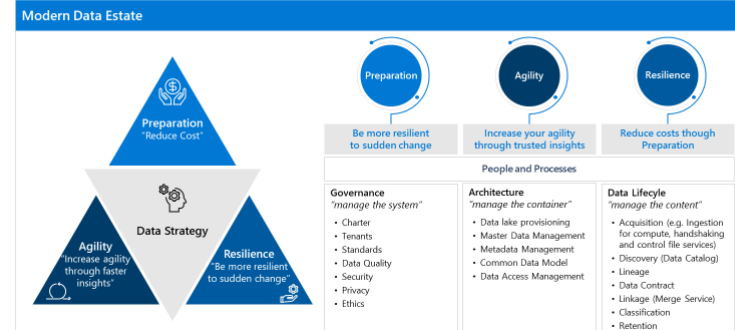 Modern Data Estate
Preparation
"Reduce Cost"
Data Strategy
Agility
"Increase agility
through faster
insights"
Resilience
"Be more resilient
to sudden change"
Preparation
Agility
Resilience
Be more resilient
to sudden change
Increase your agility
through trusted insights
Reduce costs though
Preparation
People and Processes
Governance
"manage the system"
• Charter
• Tenants
• Standards
• Data Quality
• Security
• Privacy
• Ethics
Architecture
"manage the container"
• Data lake provisioning
• Master Data Management
• Metadata Management
• Common Data Model
• Data Access Management
Data Lifecyle
"manage the content"
• Acquisition (e.g. Ingestion
for compute, handshaking
and control file services)
• Discovery (Data Catalog)
• Lineage
• Data Contract
• Linkage (Merge Service)
• Classification
• Retention